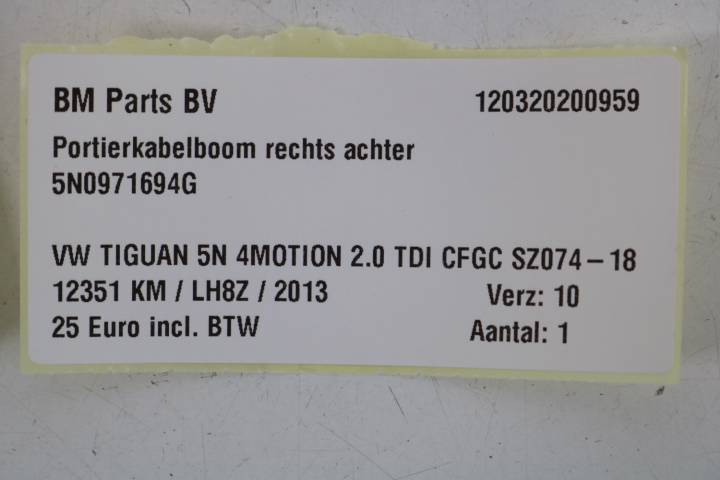 BM Parts BV 120320200959
Portierkabelboom rechts achter
5N0971694G
VW TIGUAN 5N 4MOTION 2.0 TDI CFGC SZ074-18
12351 KM / LH8Z / 2013 Verz: 10
25 Euro incl. BTW Aantal: 1